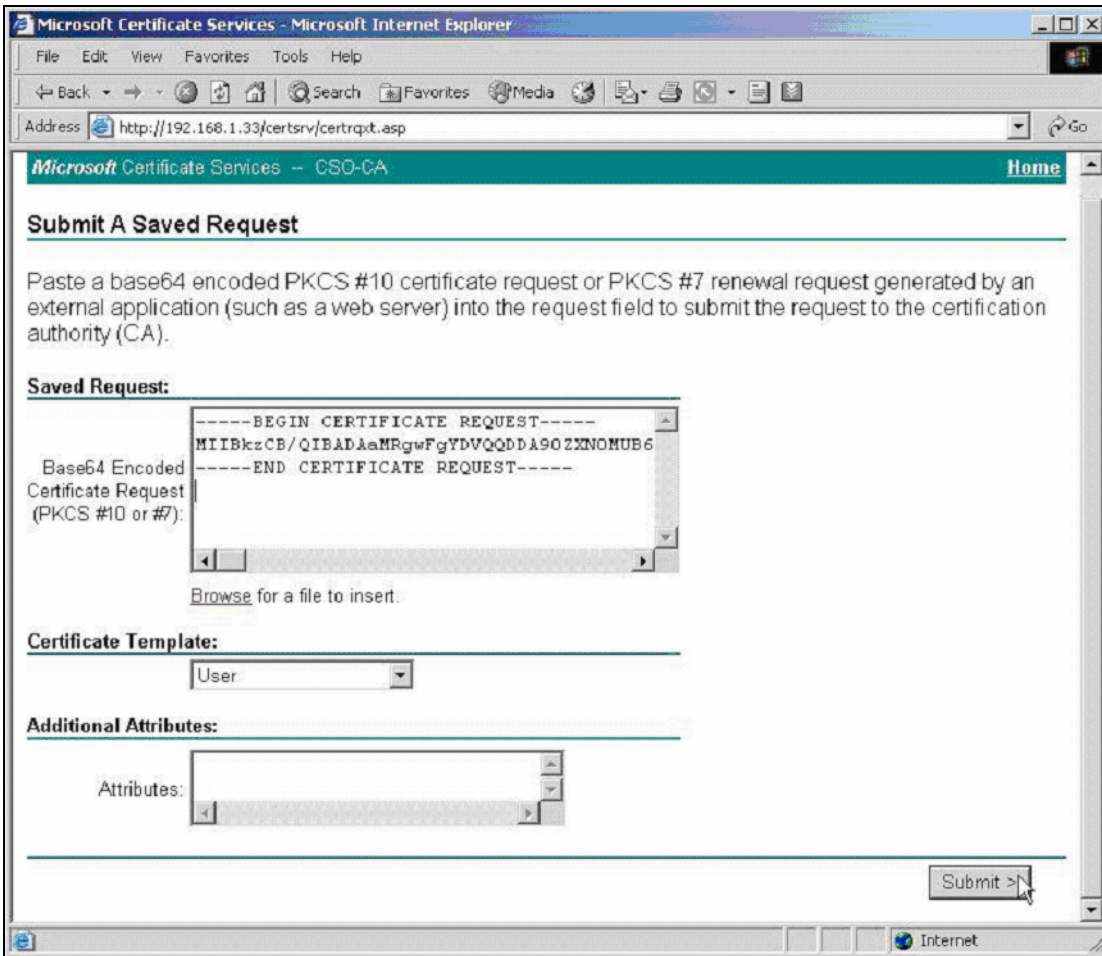 Microsoft Certificate Services - Microsoft Internet Explorer
File Edit View Favorites Tools Help
Back Search Favorites Media
Address http://192.168.1.33/certsrv/certrqxt.asp Go
Microsoft Certificate Services -- CSO-CA Home
Submit A Saved Request
Paste a base64 encoded PKCS #10 certificate request or PKCS #7 renewal request generated by an
external application (such as a web server) into the request field to submit the request to the certification
authority (CA).
Saved Request:
-----BEGIN CERTIFICATE REQUEST-----
MIIBkzCB/QIBADAaMRgwFgYDVQQDDA9OZXNOMUB6
-----END CERTIFICATE REQUEST-----
Base64 Encoded
Certificate Request
(PKCS #10 or #7):
Browse for a file to insert.
Certificate Template:
User
Additional Attributes:
Attributes:
Submit >
Internet